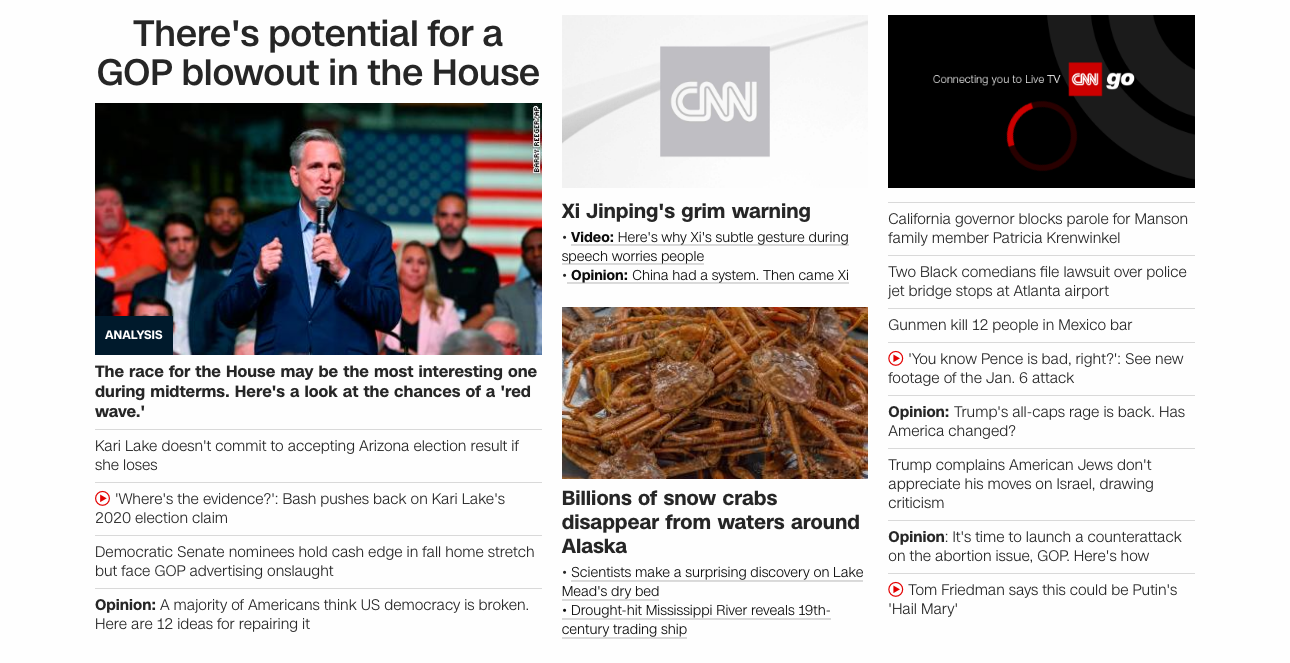 There's potential for a
GOP blowout in the House
BARRY REEGER/AP
ANALYSIS
The race for the House may be the most interesting one
during midterms. Here's a look at the chances of a 'red
wave.'
Kari Lake doesn't commit to accepting Arizona election result if
she loses
'Where's the evidence?': Bash pushes back on Kari Lake's
2020 election claim
Democratic Senate nominees hold cash edge in fall home stretch
but face GOP advertising onslaught
Opinion: A majority of Americans think US democracy is broken.
Here are 12 ideas for repairing it
CNN
Xi Jinping's grim warning
• Video: Here's why Xi's subtle gesture during
speech worries people
• Opinion: China had a system. Then came Xi
Billions of snow crabs
disappear from waters around
Alaska
• Scientists make a surprising discovery on Lake
Mead's dry bed
• Drought-hit Mississippi River reveals 19th-
century trading ship
Connecting you to Live TV CNN go
California governor blocks parole for Manson
family member Patricia Krenwinkel
Two Black comedians file lawsuit over police
jet bridge stops at Atlanta airport
Gunmen kill 12 people in Mexico bar
'You know Pence is bad, right?': See new
footage of the Jan. 6 attack
Opinion: Trump's all-caps rage is back. Has
America changed?
Trump complains American Jews don't
appreciate his moves on Israel, drawing
criticism
Opinion: It's time to launch a counterattack
on the abortion issue, GOP. Here's how
Tom Friedman says this could be Putin's
'Hail Mary'